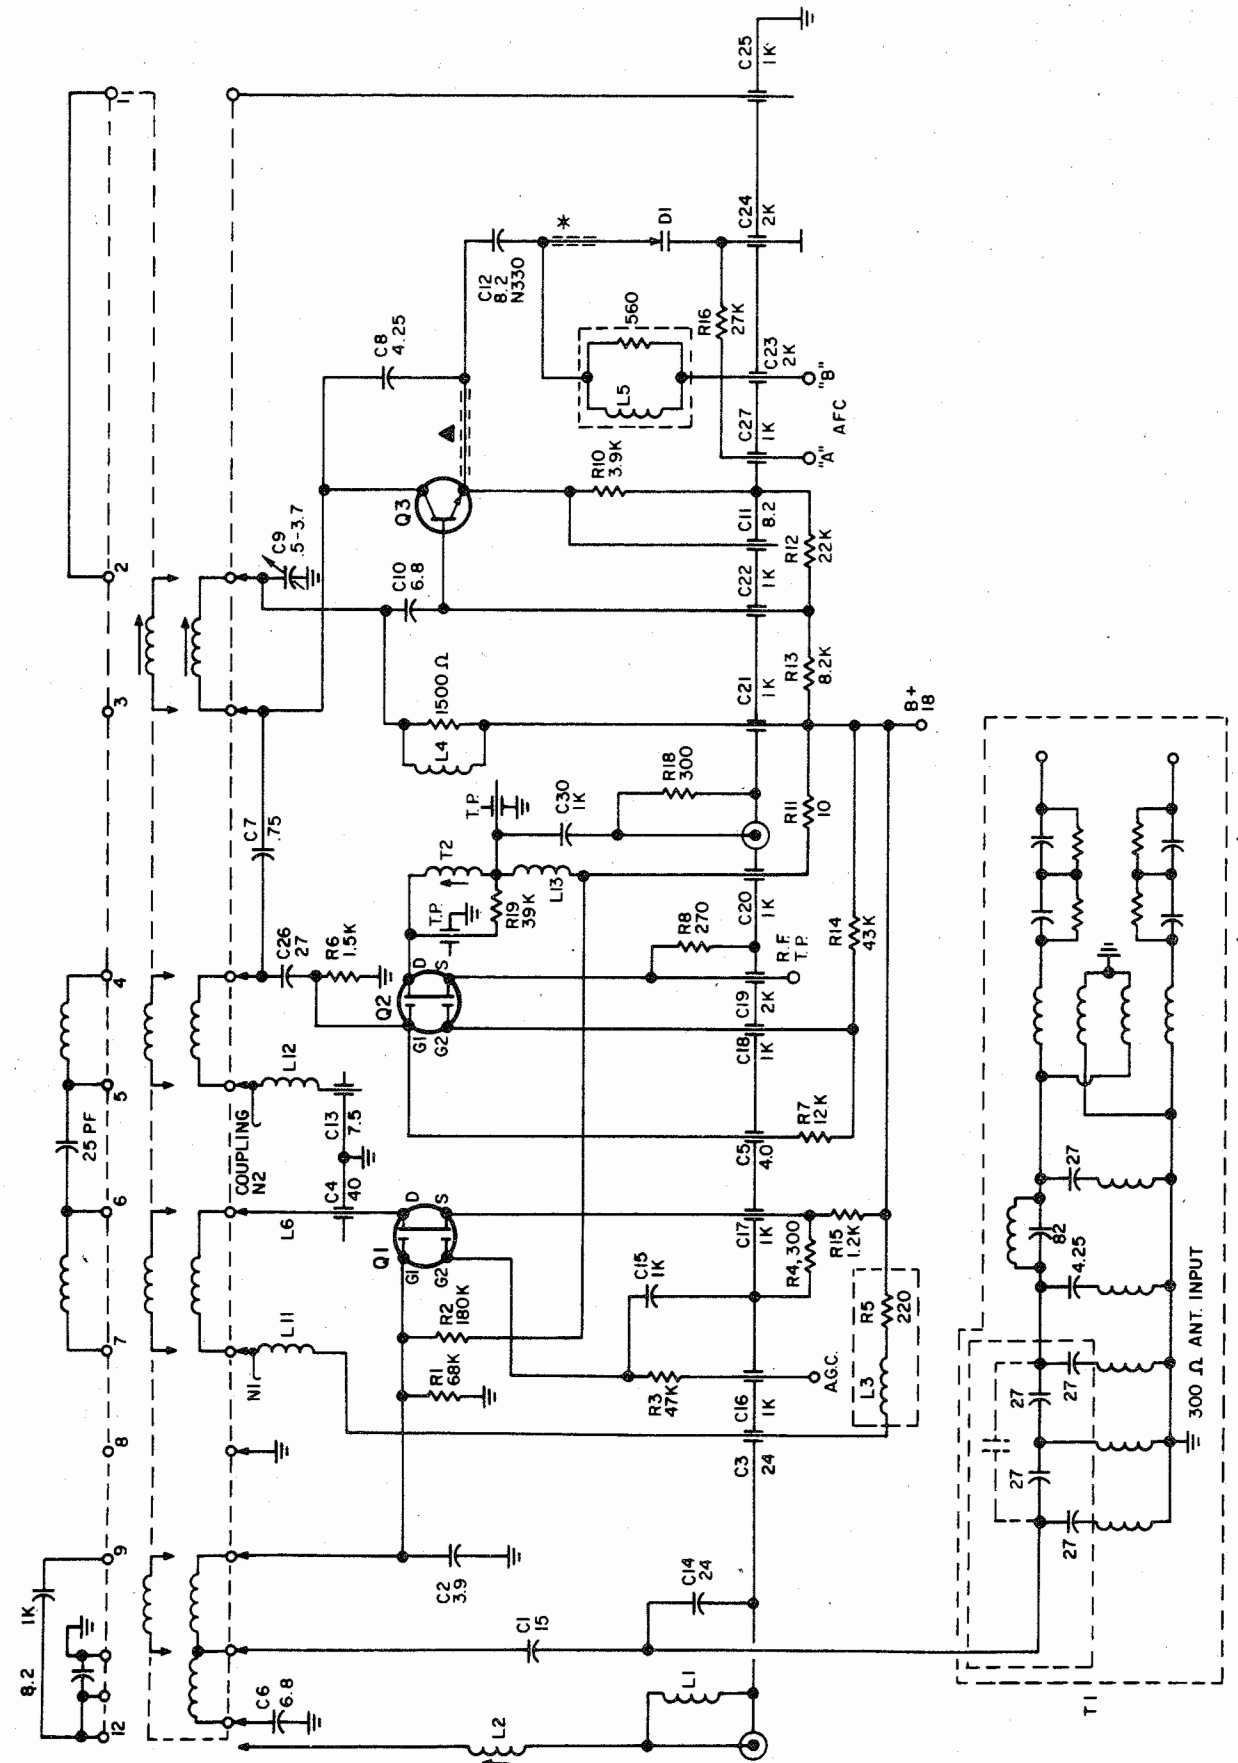 1
2
3
4
5
6
7
8
9
12
1K
8.2
25 PF
C25
1K
C24
2K
*
D1
C12
8.2
N330
R16
27K
560
L5
C23
2K
"B"
AFC
"A"
C27
1K
C8
4.25
Q3
R10
3.9K
C11
8.2
R12
22K
C9
.5-3.7
C10
6.8
C22
1K
R13
8.2K
C21
1K
1500 Ω
L4
B+
18
R18
300
T.P.
C30
1K
R11
10
C7
.75
T2
L13
R19
39K
T.P.
C20
1K
R8
270
R14
43K
R.F.
T.P.
C26
27
R6
1.5K
Q2
D
S
G1
G2
C19
2K
C18
1K
L12
COUPLING
N2
C13
7.5
R7
12K
C5
4.0
C4
40
L6
Q1
D
S
G1
G2
C17
1K
R4,300
R15
1.2K
C15
1K
N1
L11
R2
180K
R1
68K
R3
47K
C16
1K
A.G.C.
L3
R5
220
C3
24
C2
3.9
C14
24
C1
15
C6
6.8
L2
L1
T1
27
82
4.25
27
27
27
27
300 Ω ANT. INPUT